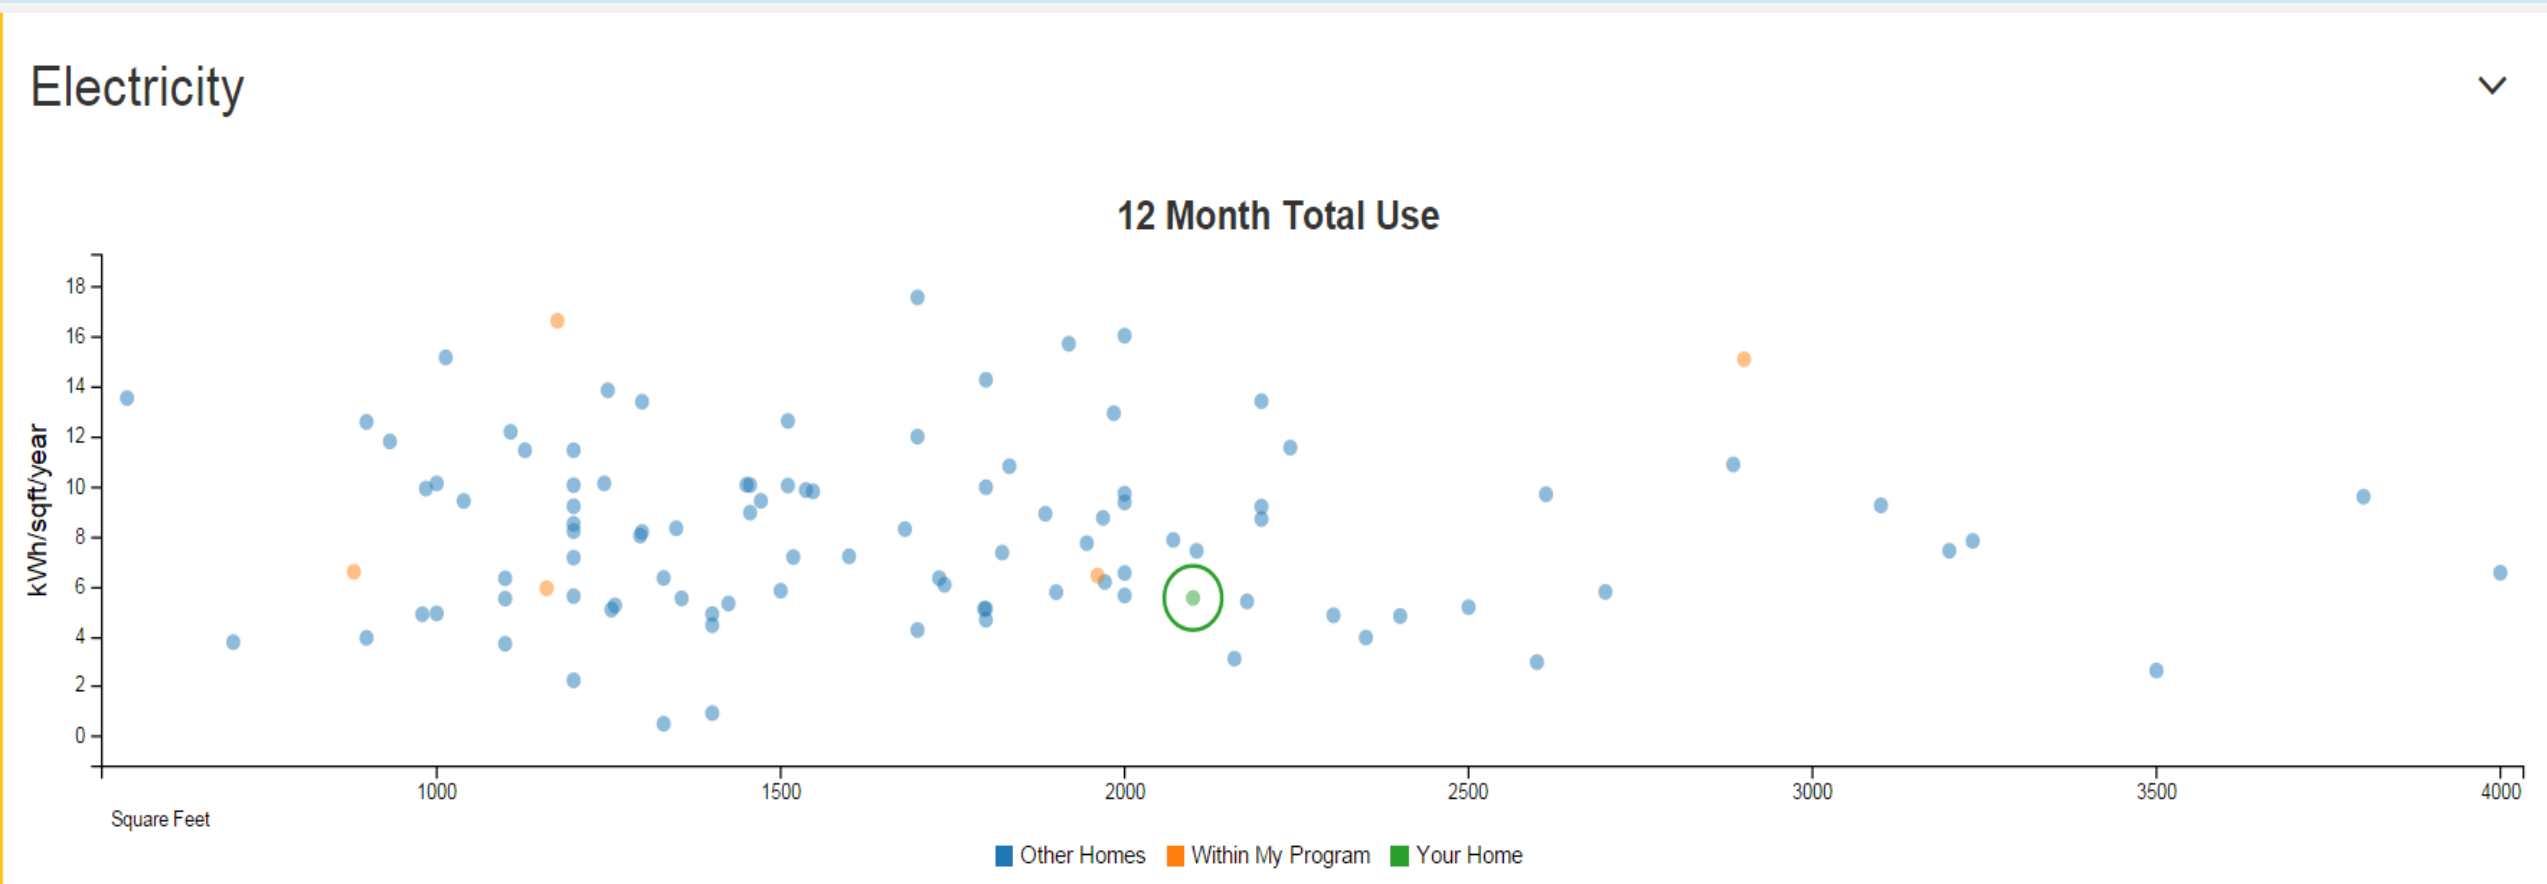 Electricity
12 Month Total Use
18
16
14
12
10
8
6
4
2
0
kWh/sqft/year
1000 1500 2000 2500 3000 3500 4000
Square Feet
Other Homes Within My Program Your Home